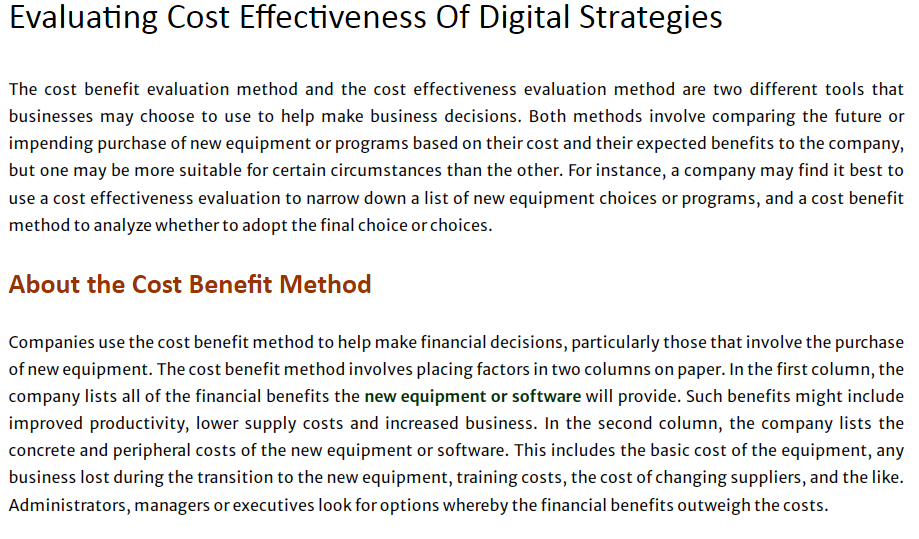 Evaluating Cost Effectiveness Of Digital Strategies
The cost benefit evaluation method and the cost effectiveness evaluation method are two different tools that
businesses may choose to use to help make business decisions. Both methods involve comparing the future or
impending purchase of new equipment or programs based on their cost and their expected benefits to the company,
but one may be more suitable for certain circumstances than the other. For instance, a company may find it best to
use a cost effectiveness evaluation to narrow down a list of new equipment choices or programs, and a cost benefit
method to analyze whether to adopt the final choice or choices.
About the Cost Benefit Method
Companies use the cost benefit method to help make financial decisions, particularly those that involve the purchase
of new equipment. The cost benefit method involves placing factors in two columns on paper. In the first column, the
company lists all of the financial benefits the new equipment or software will provide. Such benefits might include
improved productivity, lower supply costs and increased business. In the second column, the company lists the
concrete and peripheral costs of the new equipment or software. This includes the basic cost of the equipment, any
business lost during the transition to the new equipment, training costs, the cost of changing suppliers, and the like.
Administrators, managers or executives look for options whereby the financial benefits outweigh the costs.